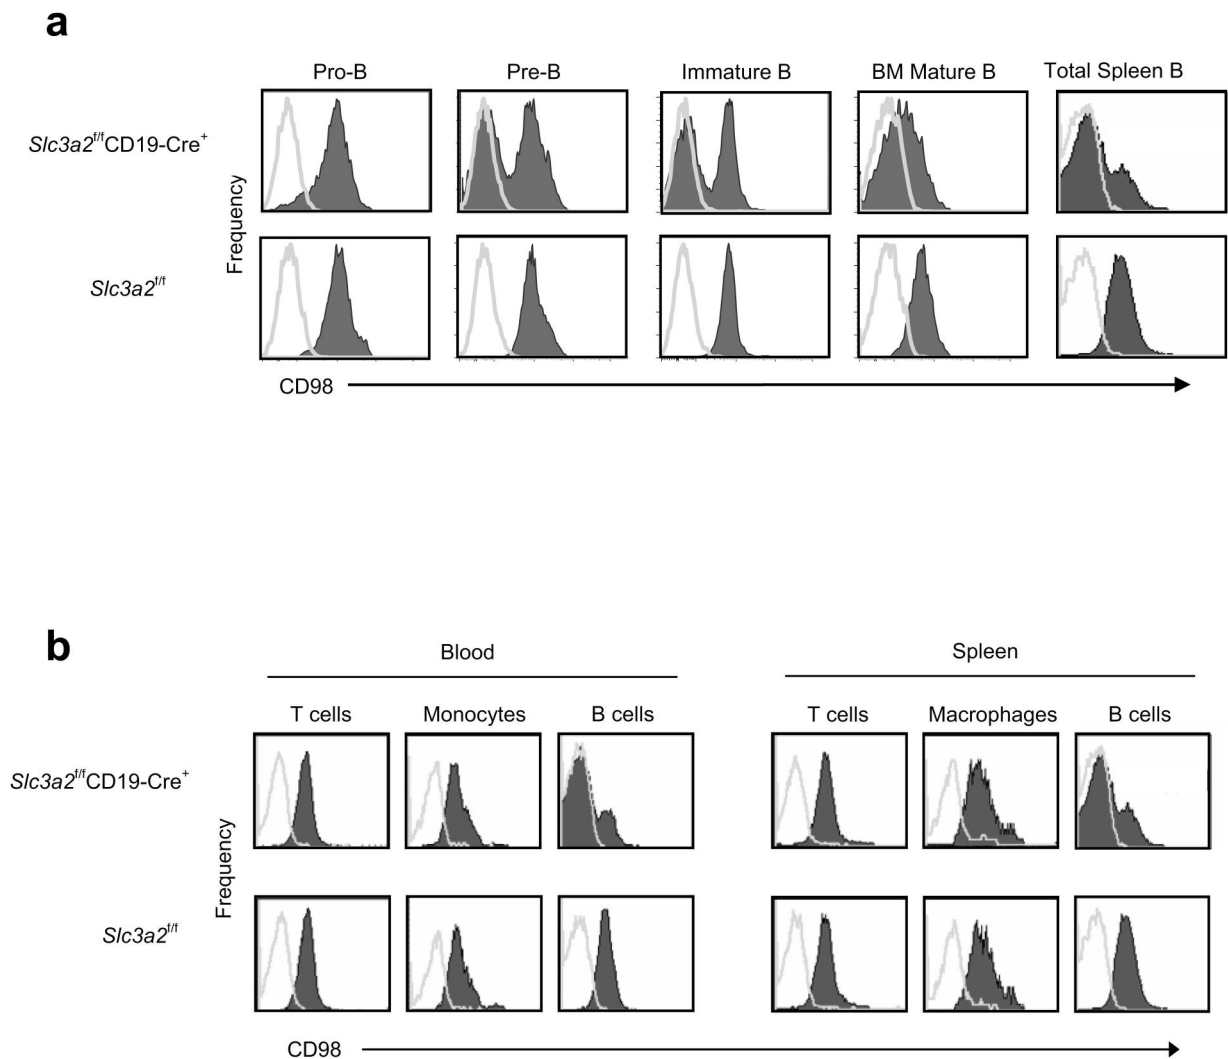 a
Pro-B Pre-B Immature B BM Mature B Total Spleen B
Slc3a2f/fCD19-Cre+
Slc3a2f/f
Frequency
CD98
b
Blood Spleen
T cells Monocytes B cells T cells Macrophages B cells
Slc3a2f/fCD19-Cre+
Slc3a2f/f
Frequency
CD98